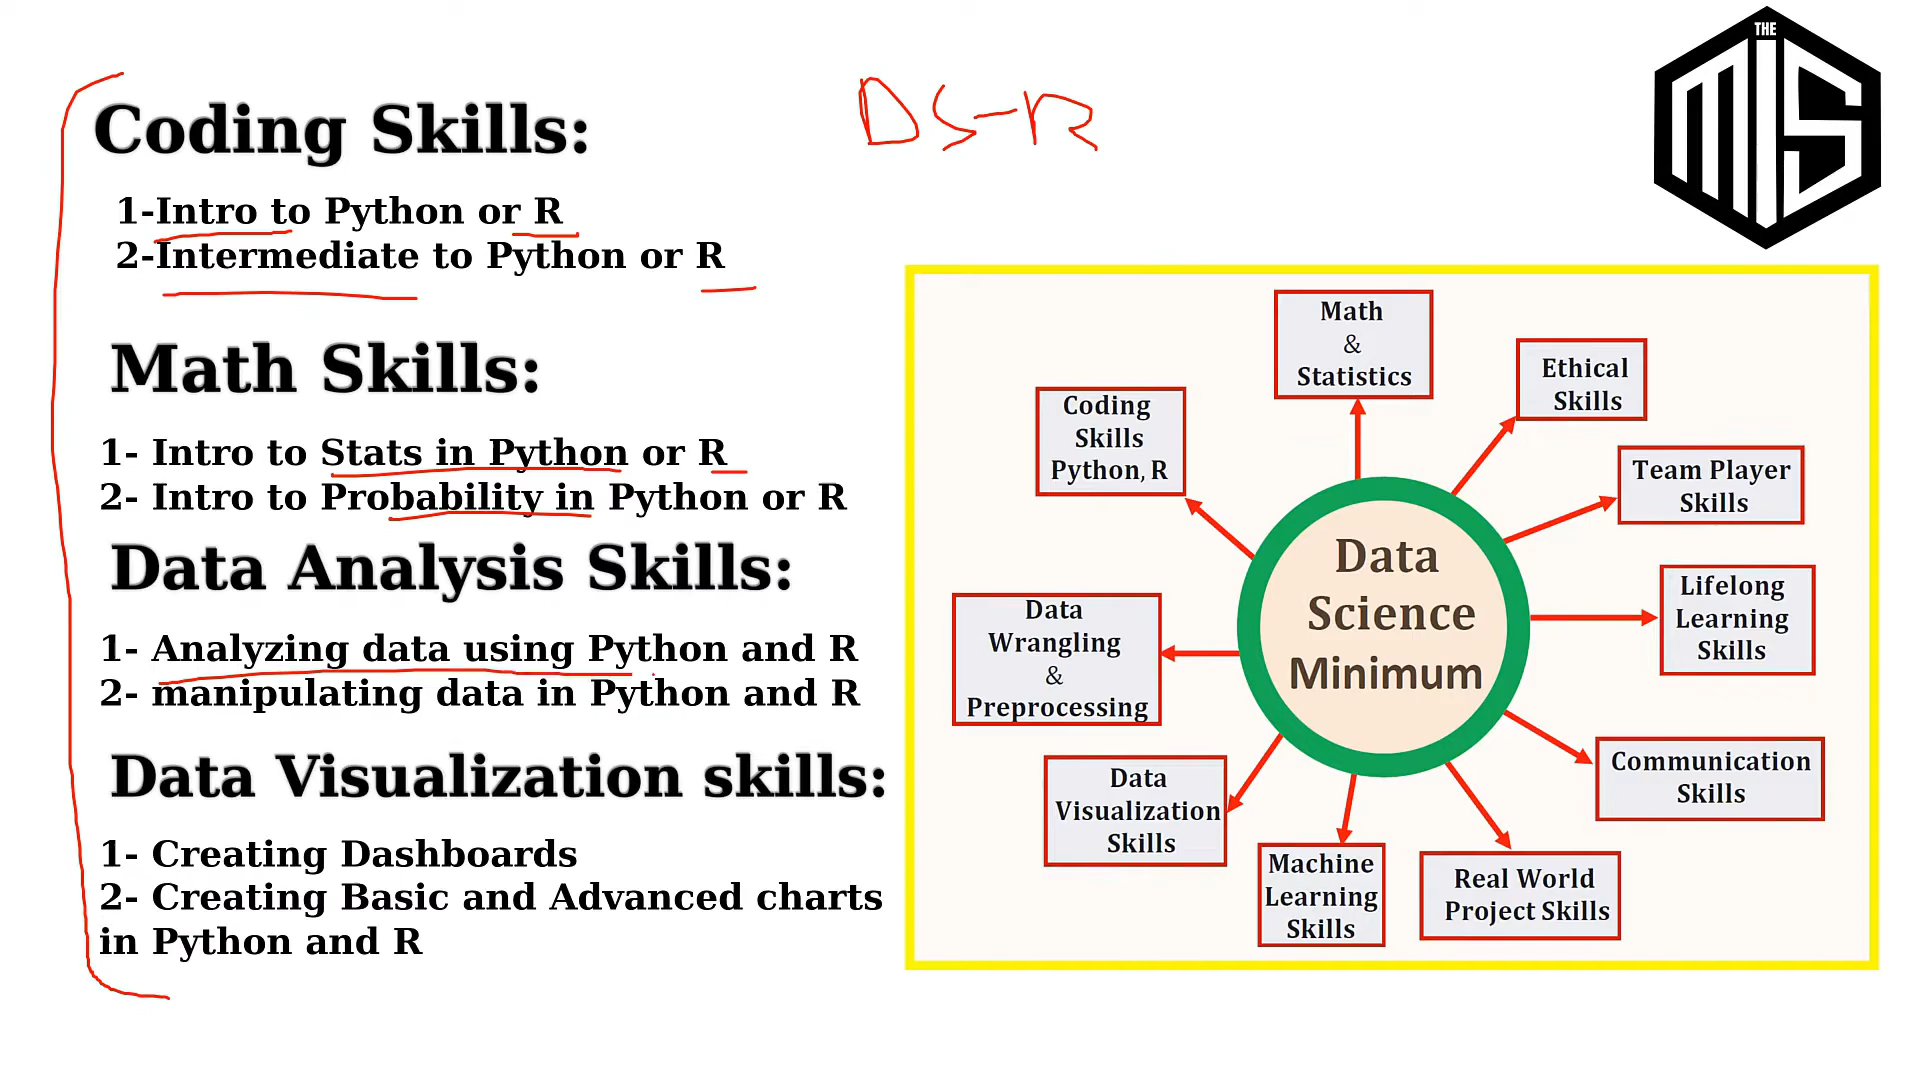 Coding Skills:
1-Intro to Python or R
2-Intermediate to Python or R
Math Skills:
1- Intro to Stats in Python or R
2- Intro to Probability in Python or R
Data Analysis Skills:
1- Analyzing data using Python and R
2- manipulating data in Python and R
Data Visualization skills:
1- Creating Dashboards
2- Creating Basic and Advanced charts
in Python and R
DS-R
THE
MIS
Math
&
Statistics
Ethical
Skills
Team Player
Skills
Lifelong
Learning
Skills
Communication
Skills
Real World
Project Skills
Machine
Learning
Skills
Data
Visualization
Skills
Data
Wrangling
&
Preprocessing
Coding
Skills
Python, R
Data
Science
Minimum